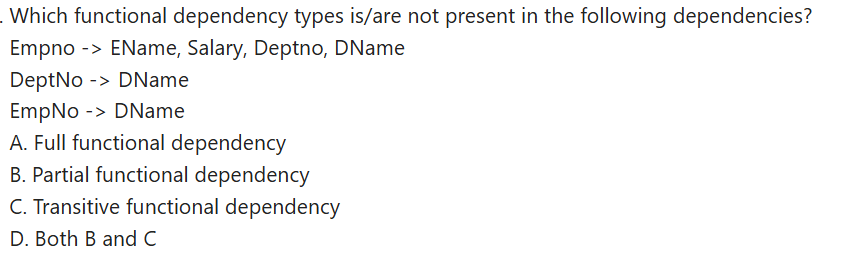 . Which functional dependency types is/are not present in the following dependencies?
Empno -> EName, Salary, Deptno, DName
DeptNo -> DName
EmpNo -> DName
A. Full functional dependency
B. Partial functional dependency
C. Transitive functional dependency
D. Both B and C